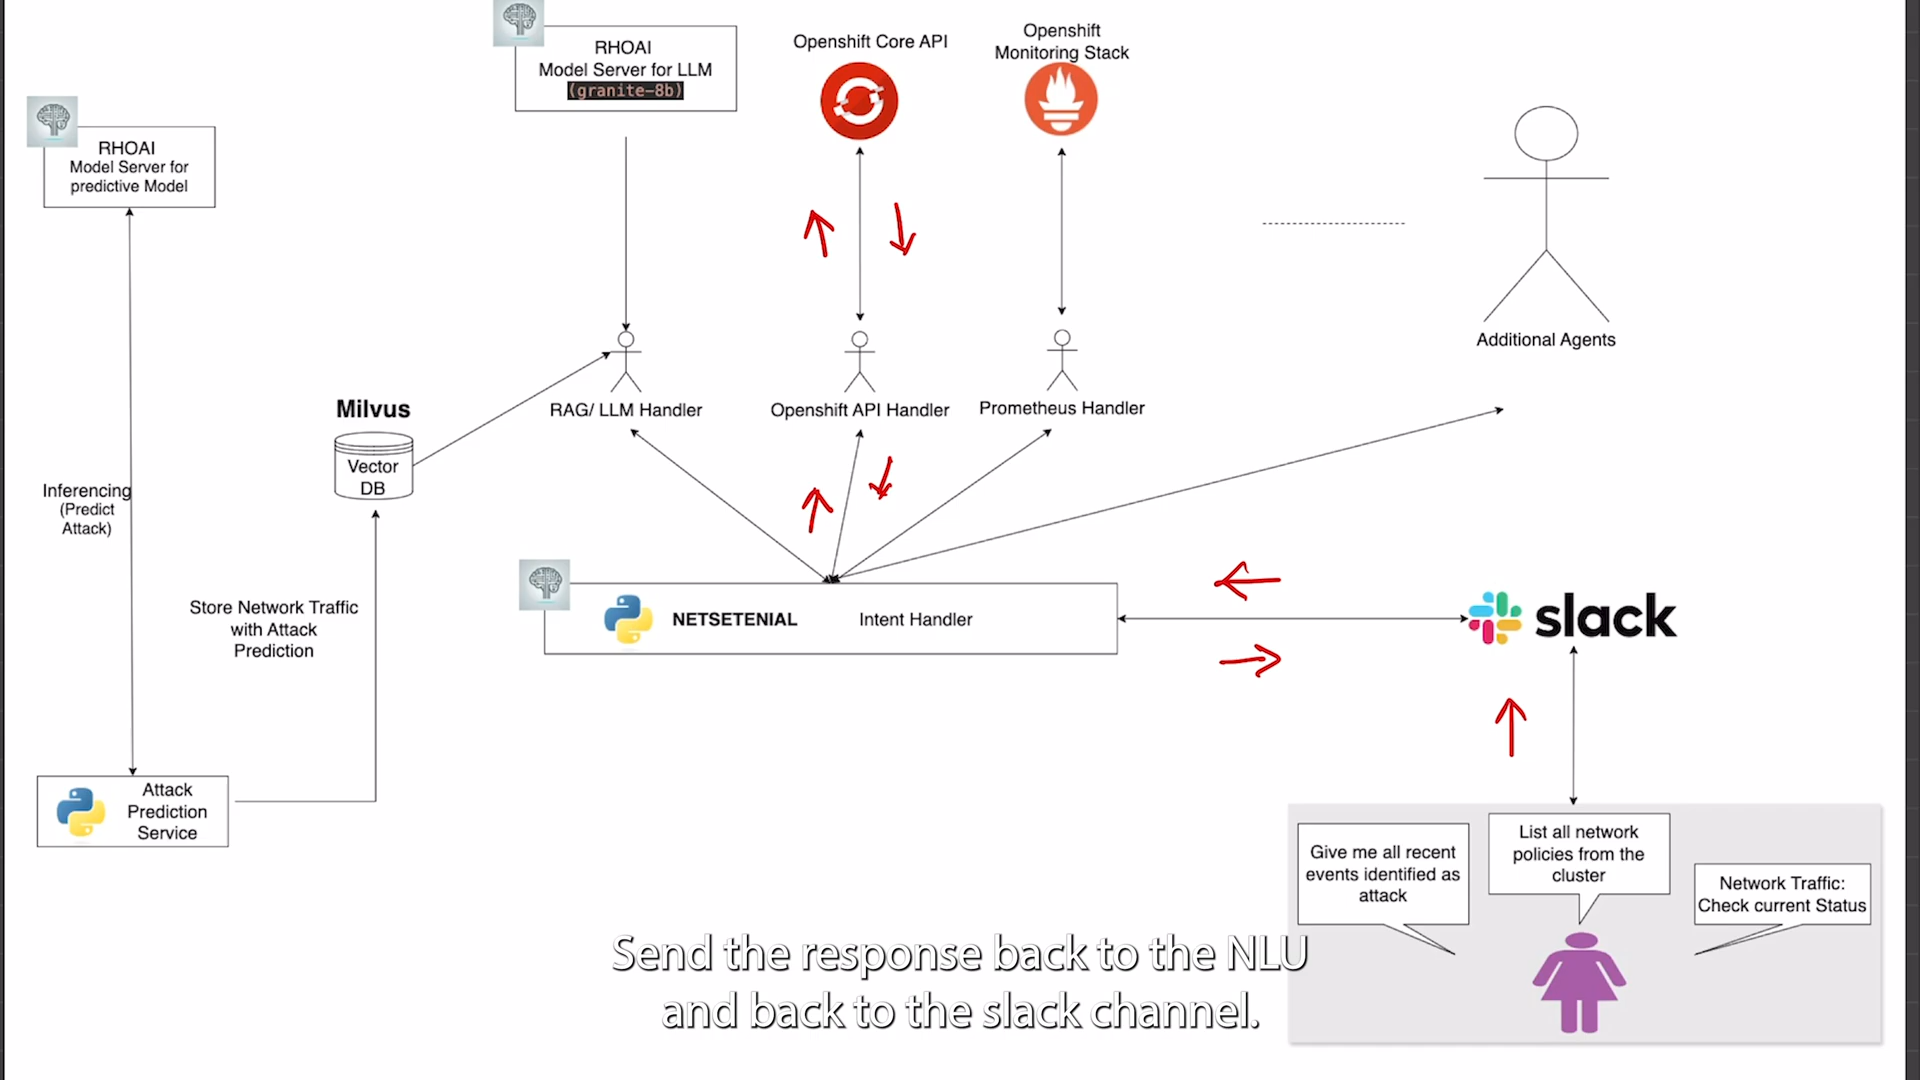 RHOAI
Model Server for LLM
(granite-8b)
Openshift Core API
Openshift
Monitoring Stack
RHOAI
Model Server for
predictive Model
Additional Agents
RAG/ LLM Handler
Openshift API Handler
Prometheus Handler
Milvus
Vector
DB
Inferencing
(Predict
Attack)
Store Network Traffic
with Attack
Prediction
NETSETENIAL
Intent Handler
slack
Attack
Prediction
Service
Give me all recent
events identified as
attack
List all network
policies from the
cluster
Network Traffic:
Check current Status
Send the response back to the NLU
and back to the slack channel.